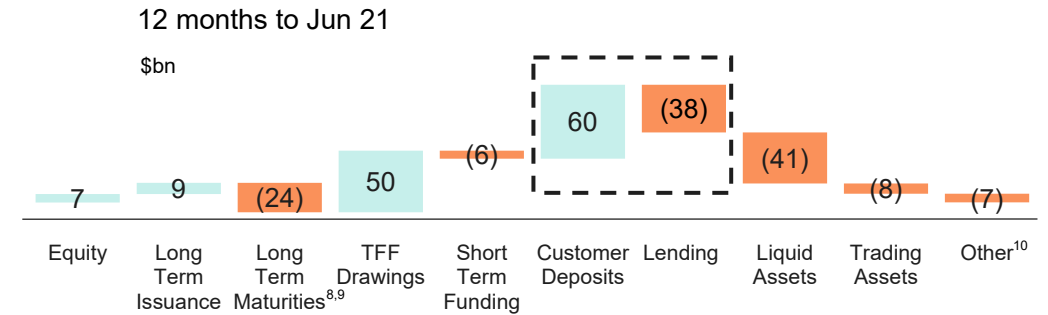 12 months to Jun 21
$bn
7
9
(24)
50
(6)
60
(38)
(41)
(8)
(7)
Equity
Long
Term
Issuance
Long
Term
Maturities8,9
TFF
Drawings
Short
Term
Funding
Customer
Deposits
Lending
Liquid
Assets
Trading
Assets
Other10